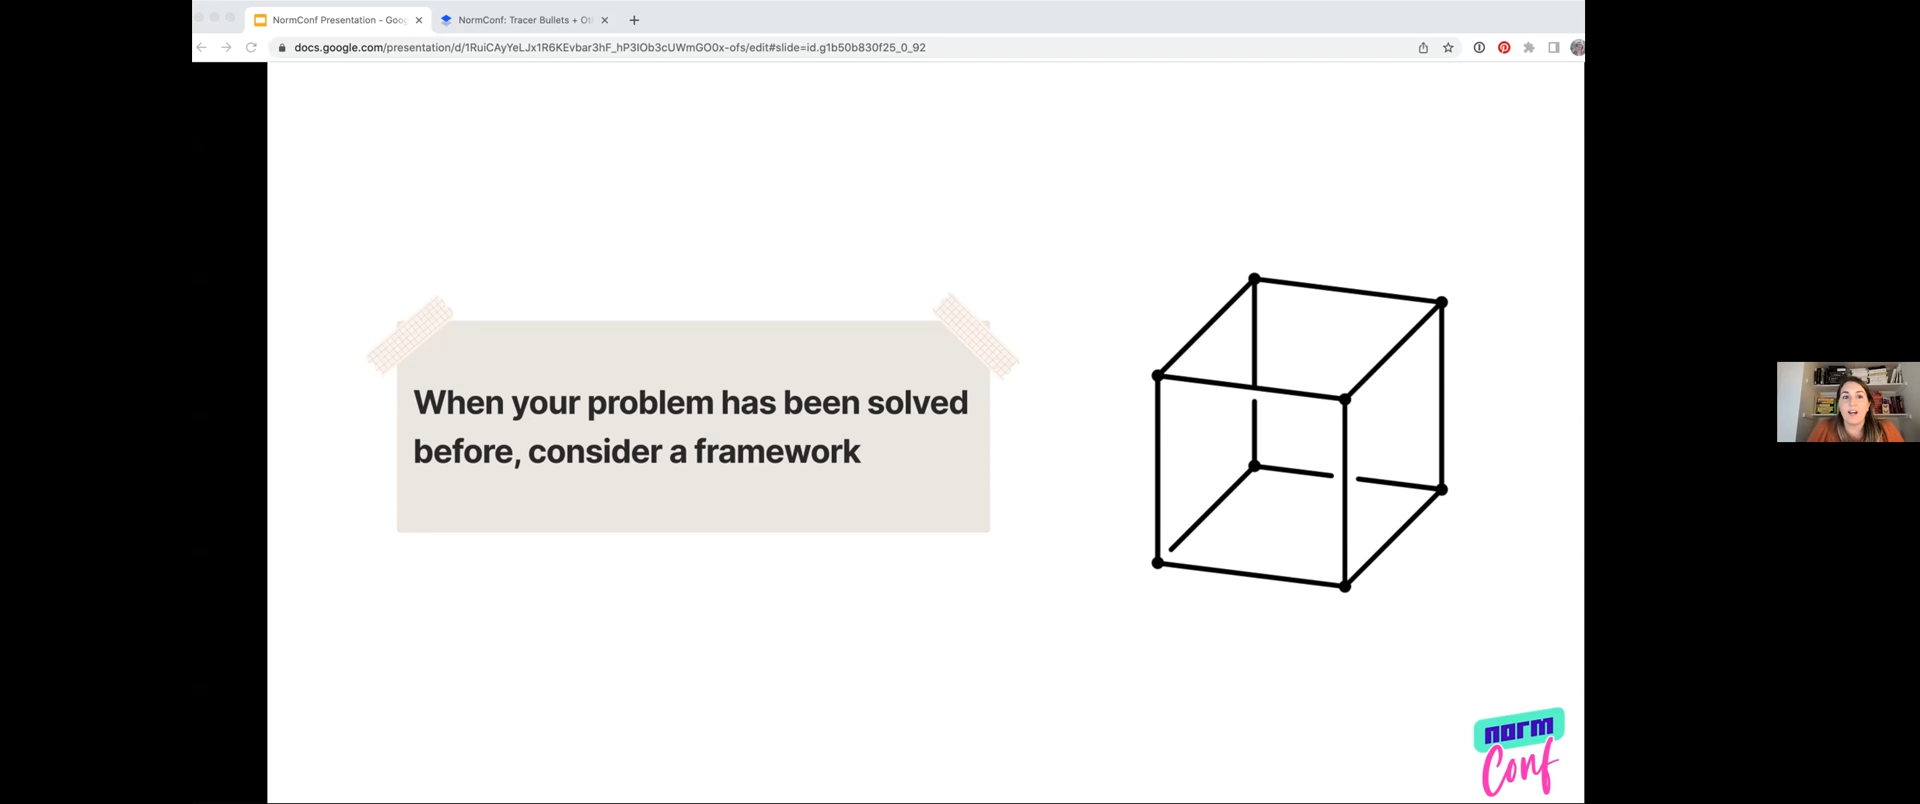 NormConf Presentation - Goog
NormConf: Tracer Bullets + Ot
docs.google.com/presentation/d/1RuiCAyYeLJx1R6KEvbar3hF_hP3IOb3cUWmGO0x-ofs/edit#slide=id.g1b50b830f25_0_92
When your problem has been solved
before, consider a framework
norm
Conf